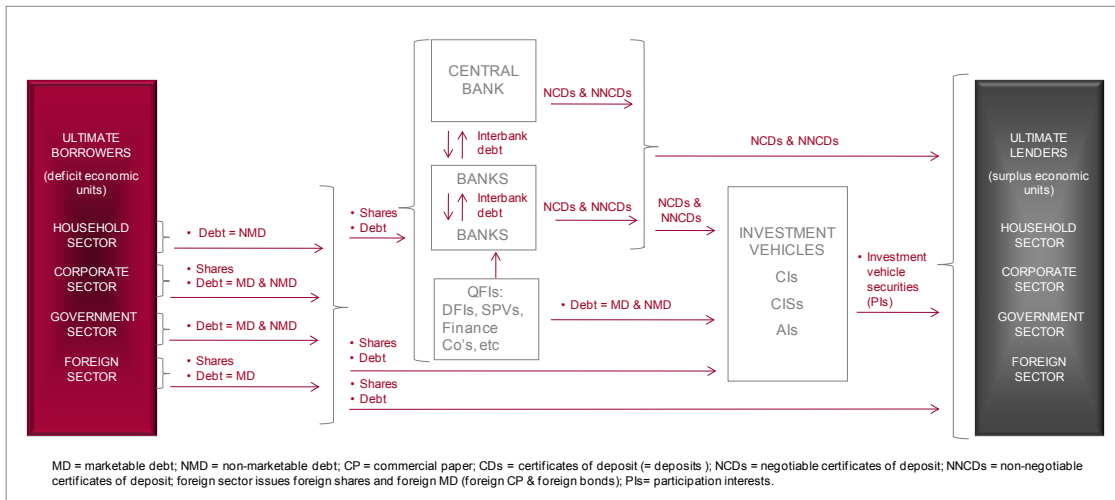 ULTIMATE
BORROWERS
(deficit economic
units)
HOUSEHOLD
SECTOR
CORPORATE
SECTOR
GOVERNMENT
SECTOR
FOREIGN
SECTOR
• Debt = NMD
• Shares
• Debt = MD & NMD
• Debt = MD & NMD
• Shares
• Debt = MD
• Shares
• Debt
CENTRAL
BANK
Interbank
debt
BANKS
Interbank
debt
BANKS
QFIs:
DFIs, SPVs,
Finance
Co's, etc
NCDs & NNCDs
NCDs & NNCDs
• Debt = MD & NMD
• Shares
• Debt
• Shares
• Debt
NCDs & NNCDs
NCDs &
NNCDs
INVESTMENT
VEHICLES
CIs
CISs
AIs
• Investment
vehicle
securities
(PIs)
ULTIMATE
LENDERS
(surplus economic
units)
HOUSEHOLD
SECTOR
CORPORATE
SECTOR
GOVERNMENT
SECTOR
FOREIGN
SECTOR
MD = marketable debt; NMD = non-marketable debt; CP = commercial paper; CDs = certificates of deposit (= deposits ); NCDs = negotiable certificates of deposit; NNCDs = non-negotiable
certificates of deposit; foreign sector issues foreign shares and foreign MD (foreign CP & foreign bonds); PIs= participation interests.